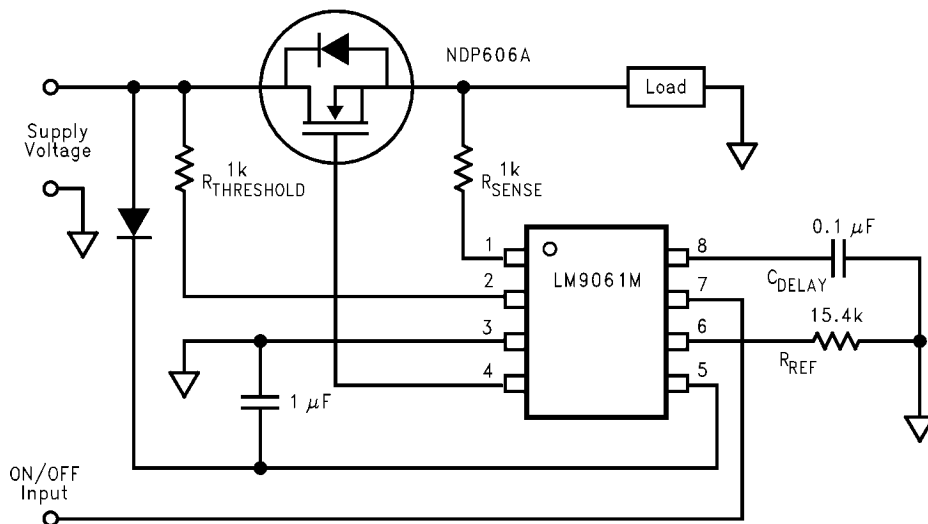 NDP606A
Load
Supply
Voltage
1k
RTHRESHOLD
1k
RSENSE
0.1 μF
CDELAY
1
8
LM9061M
2
7
15.4k
3
6
RREF
4
5
1 μF
ON/OFF
Input